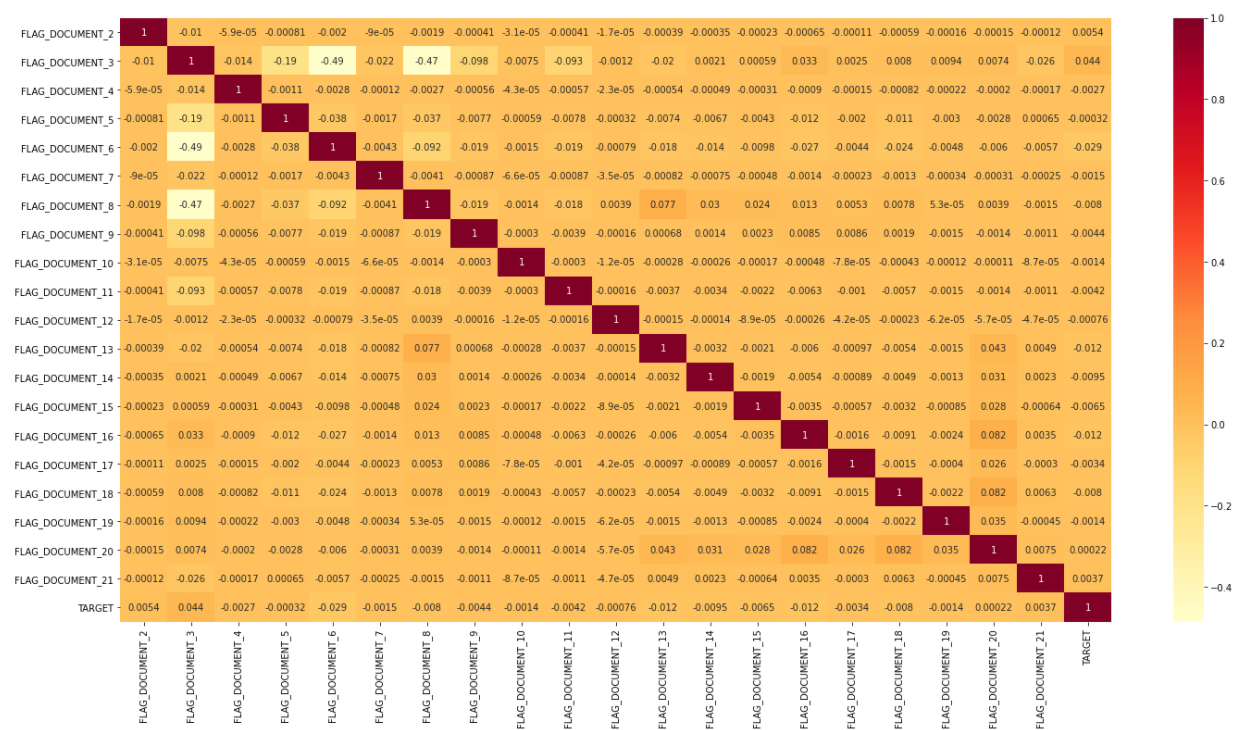 FLAG_DOCUMENT_2 1 -0.01 -5.9e-05 -0.00081 -0.002 -9e-05 -0.0019 -0.00041 -3.1e-05 -0.00041 -1.7e-05 -0.00039 -0.00035 -0.00023 -0.00065 -0.00011 -0.00059 -0.00016 -0.00015 -0.00012 0.0054
FLAG_DOCUMENT_3 -0.01 1 -0.014 -0.19 -0.49 -0.022 -0.47 -0.098 -0.0075 -0.093 -0.0012 -0.02 0.0021 0.00059 0.033 0.0025 0.008 0.0094 0.0074 -0.026 0.044
FLAG_DOCUMENT_4 -5.9e-05 -0.014 1 -0.0011 -0.0028 -0.00012 -0.0027 -0.00056 -4.3e-05 -0.00057 -2.3e-05 -0.00054 -0.00049 -0.00031 -0.0009 -0.00015 -0.00082 -0.00022 -0.0002 -0.00017 -0.0027
FLAG_DOCUMENT_5 -0.00081 -0.19 -0.0011 1 -0.038 -0.0017 -0.037 -0.0077 -0.00059 -0.0078 -0.00032 -0.0074 -0.0067 -0.0043 -0.012 -0.002 -0.011 -0.003 -0.0028 0.00065 -0.00032
FLAG_DOCUMENT_6 -0.002 -0.49 -0.0028 -0.038 1 -0.0043 -0.092 -0.019 -0.0015 -0.019 -0.00079 -0.018 -0.014 -0.0098 -0.027 -0.0044 -0.024 -0.0048 -0.006 -0.0057 -0.029
FLAG_DOCUMENT_7 -9e-05 -0.022 -0.00012 -0.0017 -0.0043 1 -0.0041 -0.00087 -6.6e-05 -0.00087 -3.5e-05 -0.00082 -0.00075 -0.00048 -0.0014 -0.00023 -0.0013 -0.00034 -0.00031 -0.00025 -0.0015
FLAG_DOCUMENT_8 -0.0019 -0.47 -0.0027 -0.037 -0.092 -0.0041 1 -0.019 -0.0014 -0.018 0.0039 0.077 0.03 0.024 0.013 0.0053 0.0078 5.3e-05 0.0039 -0.0015 -0.008
FLAG_DOCUMENT_9 -0.00041 -0.098 -0.00056 -0.0077 -0.019 -0.00087 -0.019 1 -0.0003 -0.0039 -0.00016 0.00068 0.0014 0.0023 0.0085 0.0086 0.0019 -0.0015 -0.0014 -0.0011 -0.0044
FLAG_DOCUMENT_10 -3.1e-05 -0.0075 -4.3e-05 -0.00059 -0.0015 -6.6e-05 -0.0014 -0.0003 1 -0.0003 -1.2e-05 -0.00028 -0.00026 -0.00017 -0.00048 -7.8e-05 -0.00043 -0.00012 -0.00011 -8.7e-05 -0.0014
FLAG_DOCUMENT_11 -0.00041 -0.093 -0.00057 -0.0078 -0.019 -0.00087 -0.018 -0.0039 -0.0003 1 -0.00016 -0.0037 -0.0034 -0.0022 -0.0063 -0.001 -0.0057 -0.0015 -0.0014 -0.0011 -0.0042
FLAG_DOCUMENT_12 -1.7e-05 -0.0012 -2.3e-05 -0.00032 -0.00079 -3.5e-05 0.0039 -0.00016 -1.2e-05 -0.00016 1 -0.00015 -0.00014 -8.9e-05 -0.00026 -4.2e-05 -0.00023 -6.2e-05 -5.7e-05 -4.7e-05 -0.00076
FLAG_DOCUMENT_13 -0.00039 -0.02 -0.00054 -0.0074 -0.018 -0.00082 0.077 0.00068 -0.00028 -0.0037 -0.00015 1 -0.0032 -0.0021 -0.006 -0.00097 -0.0054 -0.0015 0.043 0.0049 -0.012
FLAG_DOCUMENT_14 -0.00035 0.0021 -0.00049 -0.0067 -0.014 -0.00075 0.03 0.0014 -0.00026 -0.0034 -0.00014 -0.0032 1 -0.0019 -0.0054 -0.00089 -0.0049 -0.0013 0.031 0.0023 -0.0095
FLAG_DOCUMENT_15 -0.00023 0.00059 -0.00031 -0.0043 -0.0098 -0.00048 0.024 0.0023 -0.00017 -0.0022 -8.9e-05 -0.0021 -0.0019 1 -0.0035 -0.00057 -0.0032 -0.00085 0.028 -0.00064 -0.0065
FLAG_DOCUMENT_16 -0.00065 0.033 -0.0009 -0.012 -0.027 -0.0014 0.013 0.0085 -0.00048 -0.0063 -0.00026 -0.006 -0.0054 -0.0035 1 -0.0016 -0.0091 -0.0024 0.082 0.0035 -0.012
FLAG_DOCUMENT_17 -0.00011 0.0025 -0.00015 -0.002 -0.0044 -0.00023 0.0053 0.0086 -7.8e-05 -0.001 -4.2e-05 -0.00097 -0.00089 -0.00057 -0.0016 1 -0.0015 -0.0004 0.026 -0.0003 -0.0034
FLAG_DOCUMENT_18 -0.00059 0.008 -0.00082 -0.011 -0.024 -0.0013 0.0078 0.0019 -0.00043 -0.0057 -0.00023 -0.0054 -0.0049 -0.0032 -0.0091 -0.0015 1 -0.0022 0.082 0.0063 -0.008
FLAG_DOCUMENT_19 -0.00016 0.0094 -0.00022 -0.003 -0.0048 -0.00034 5.3e-05 -0.0015 -0.00012 -0.0015 -6.2e-05 -0.0015 -0.0013 -0.00085 -0.0024 -0.0004 -0.0022 1 0.035 -0.00045 -0.0014
FLAG_DOCUMENT_20 -0.00015 0.0074 -0.0002 -0.0028 -0.006 -0.00031 0.0039 -0.0014 -0.00011 -0.0014 -5.7e-05 0.043 0.031 0.028 0.082 0.026 0.082 0.035 1 0.0075 0.00022
FLAG_DOCUMENT_21 -0.00012 -0.026 -0.00017 0.00065 -0.0057 -0.00025 -0.0015 -0.0011 -8.7e-05 -0.0011 -4.7e-05 0.0049 0.0023 -0.00064 0.0035 -0.0003 0.0063 -0.00045 0.0075 1 0.0037
TARGET 0.0054 0.044 -0.0027 -0.00032 -0.029 -0.0015 -0.008 -0.0044 -0.0014 -0.0042 -0.00076 -0.012 -0.0095 -0.0065 -0.012 -0.0034 -0.008 -0.0014 0.00022 0.0037 1
FLAG_DOCUMENT_2
FLAG_DOCUMENT_3
FLAG_DOCUMENT_4
FLAG_DOCUMENT_5
FLAG_DOCUMENT_6
FLAG_DOCUMENT_7
FLAG_DOCUMENT_8
FLAG_DOCUMENT_9
FLAG_DOCUMENT_10
FLAG_DOCUMENT_11
FLAG_DOCUMENT_12
FLAG_DOCUMENT_13
FLAG_DOCUMENT_14
FLAG_DOCUMENT_15
FLAG_DOCUMENT_16
FLAG_DOCUMENT_17
FLAG_DOCUMENT_18
FLAG_DOCUMENT_19
FLAG_DOCUMENT_20
FLAG_DOCUMENT_21
TARGET
1.0
0.8
0.6
0.4
0.2
0.0
−0.2
−0.4